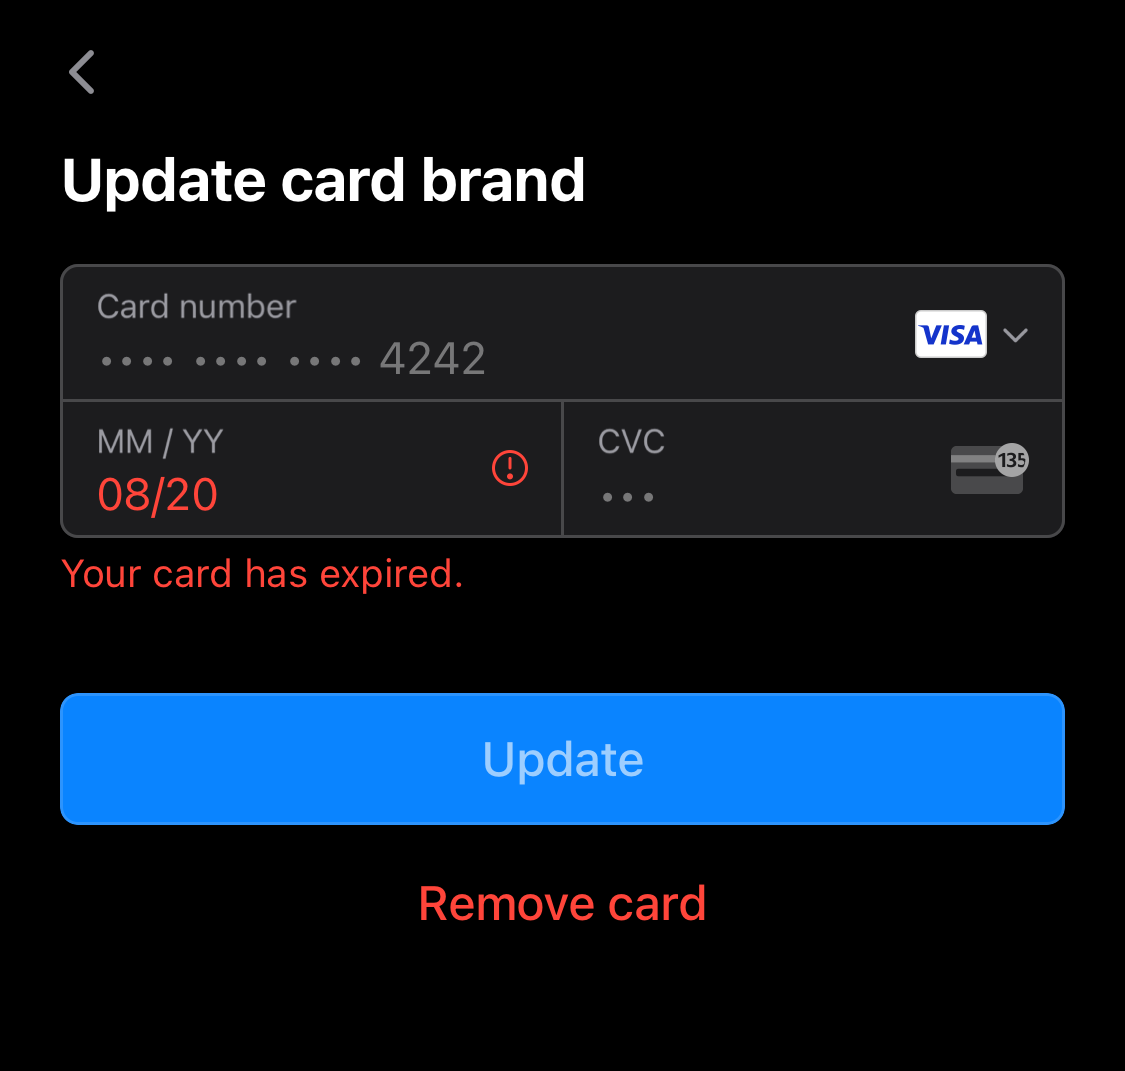 Update card brand
Card number
•••• •••• •••• 4242
VISA
MM / YY
08/20
CVC
•••
135
Your card has expired.
Update
Remove card